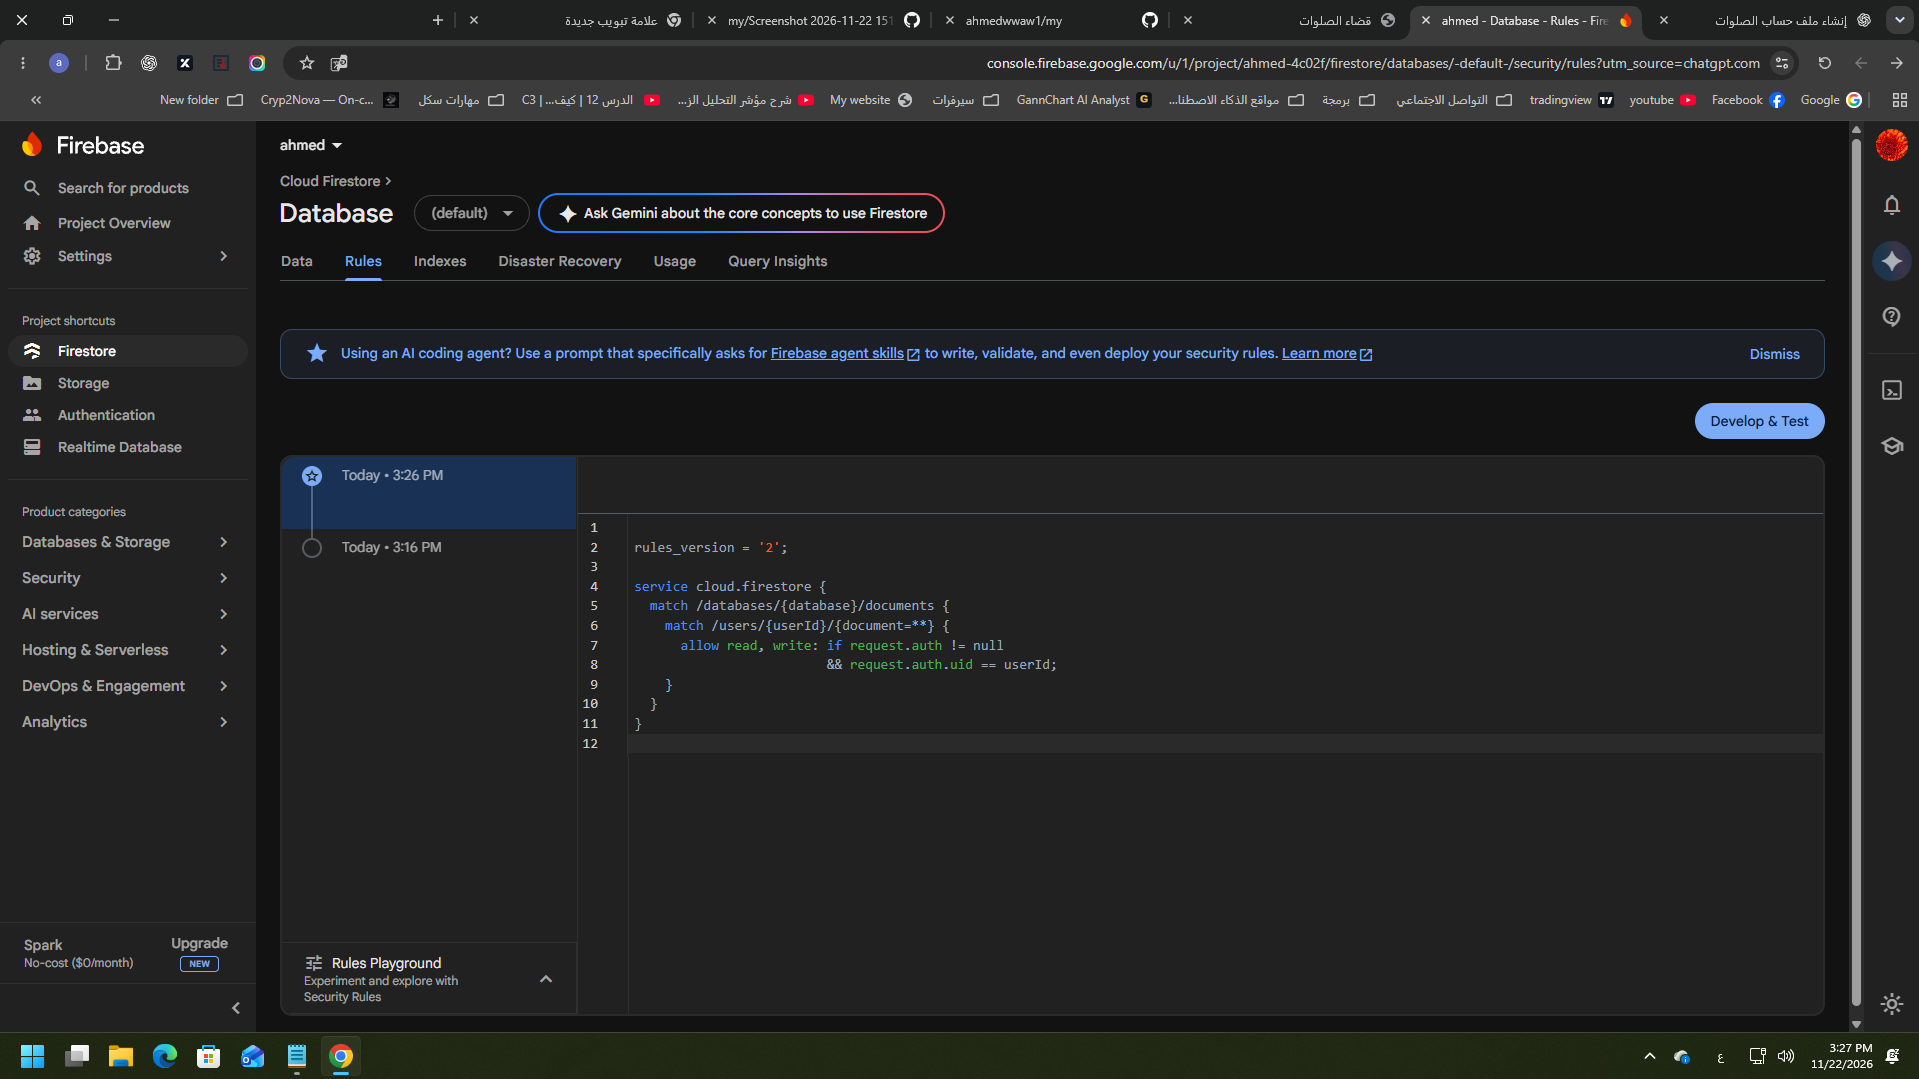 علامة تبويب جديدة
my/Screenshot 2026-11-22 151
ahmedwwaw1/my
قضاء الصلوات
ahmed - Database - Rules - Fire
إنشاء ملف حساب الصلوات
a
console.firebase.google.com/u/1/project/ahmed-4c02f/firestore/databases/-default-/security/rules?utm_source=chatgpt.com
New folder
Cryp2Nova — On-c...
مهارات سكل
الدرس 12 | كيف... | C3
شرح مؤشر التحليل الز...
My website
سيرفرات
GannChart AI Analyst
مواقع الذكاء الاصطنا...
برمجة
التواصل الاجتماعي
tradingview
youtube
Facebook
Google
Firebase
Search for products
Project Overview
Settings
Project shortcuts
Firestore
Storage
Authentication
Realtime Database
Product categories
Databases & Storage
Security
AI services
Hosting & Serverless
DevOps & Engagement
Analytics
Spark
No-cost ($0/month)
Upgrade
NEW
ahmed
Cloud Firestore
Database
(default)
Ask Gemini about the core concepts to use Firestore
Data
Rules
Indexes
Disaster Recovery
Usage
Query Insights
Using an AI coding agent? Use a prompt that specifically asks for Firebase agent skills to write, validate, and even deploy your security rules. Learn more
Dismiss
Develop & Test
Today • 3:26 PM
Today • 3:16 PM
1
2 rules_version = '2';
3
4 service cloud.firestore {
5 match /databases/{database}/documents {
6 match /users/{userId}/{document=**} {
7 allow read, write: if request.auth != null
8 && request.auth.uid == userId;
9 }
10 }
11 }
12
Rules Playground
Experiment and explore with
Security Rules
ع
3:27 PM
11/22/2026